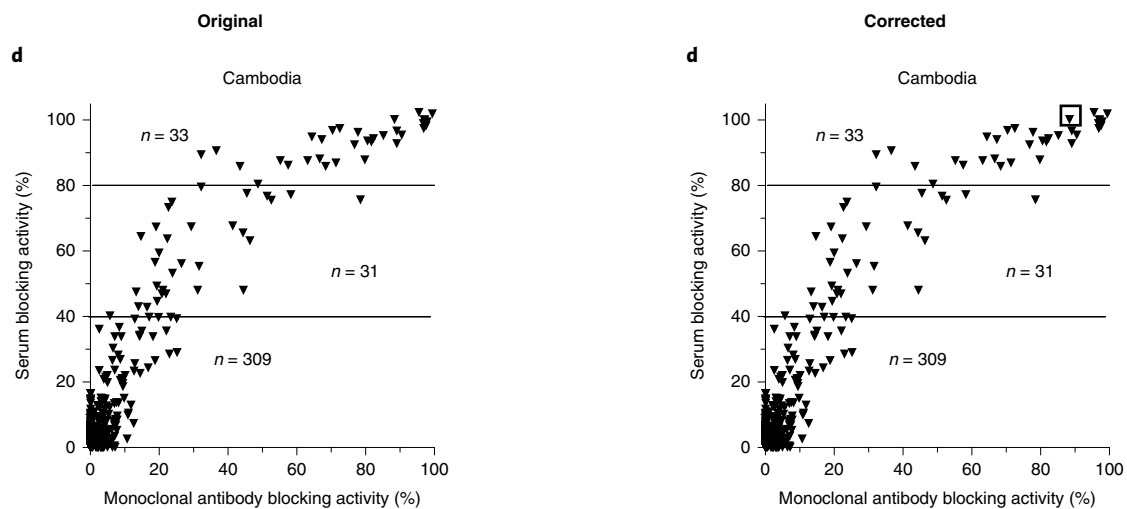 Original
d
Cambodia
Serum blocking activity (%)
100
80
60
40
20
0
n = 33
n = 31
n = 309
0 20 40 60 80 100
Monoclonal antibody blocking activity (%)
Corrected
d
Cambodia
Serum blocking activity (%)
100
80
60
40
20
0
n = 33
n = 31
n = 309
0 20 40 60 80 100
Monoclonal antibody blocking activity (%)